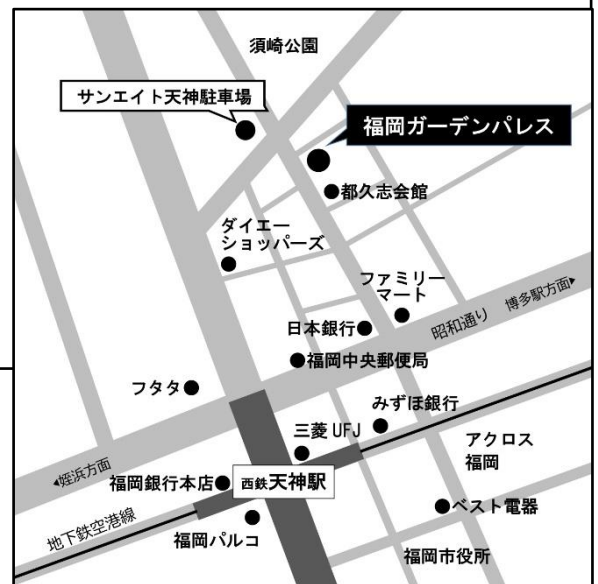 須崎公園
サンエイト天神駐車場
福岡ガーデンパレス
都久志会館
ダイエー
ショッパーズ
ファミリー
マート
博多駅方面▶
昭和通り
日本銀行
福岡中央郵便局
フタタ
みずほ銀行
三菱UFJ
アクロス
福岡
◀姪浜方面
福岡銀行本店
西鉄天神駅
ベスト電器
地下鉄空港線
福岡パルコ
福岡市役所